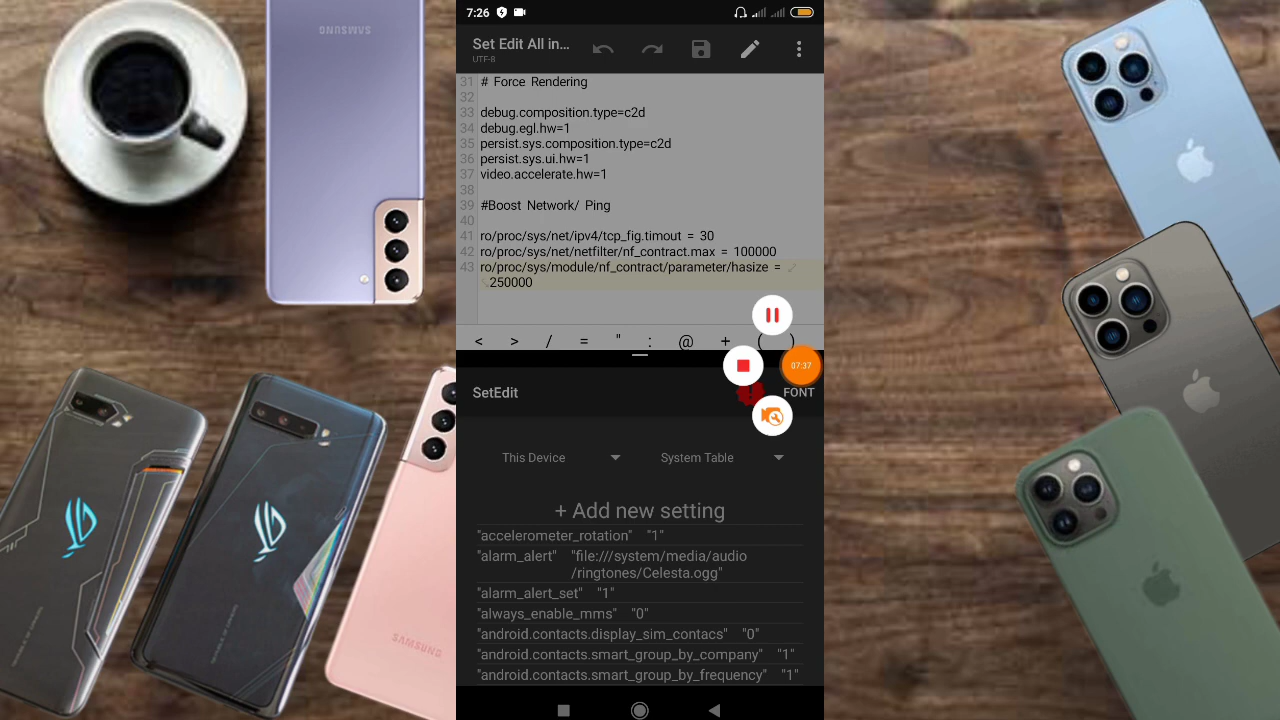 7:26
Set Edit All in...
UTF-8
31 # Force Rendering
32
33 debug.composition.type=c2d
34 debug.egl.hw=1
35 persist.sys.composition.type=c2d
36 persist.sys.ui.hw=1
37 video.accelerate.hw=1
38
39 #Boost Network/ Ping
40
41 ro/proc/sys/net/ipv4/tcp_fig.timout = 30
42 ro/proc/sys/net/netfilter/nf_contract.max = 100000
43 ro/proc/sys/module/nf_contract/parameter/hasize =
250000
< > / = " : @ + ( )
07:37
SetEdit
FONT
This Device
System Table
+ Add new setting
"accelerometer_rotation" "1"
"alarm_alert" "file:///system/media/audio
/ringtones/Celesta.ogg"
"alarm_alert_set" "1"
"always_enable_mms" "0"
"android.contacts.display_sim_contacs" "0"
"android.contacts.smart_group_by_company" "1"
"android.contacts.smart_group_by_frequency" "1"
SAMSUNG
SAMSUNG